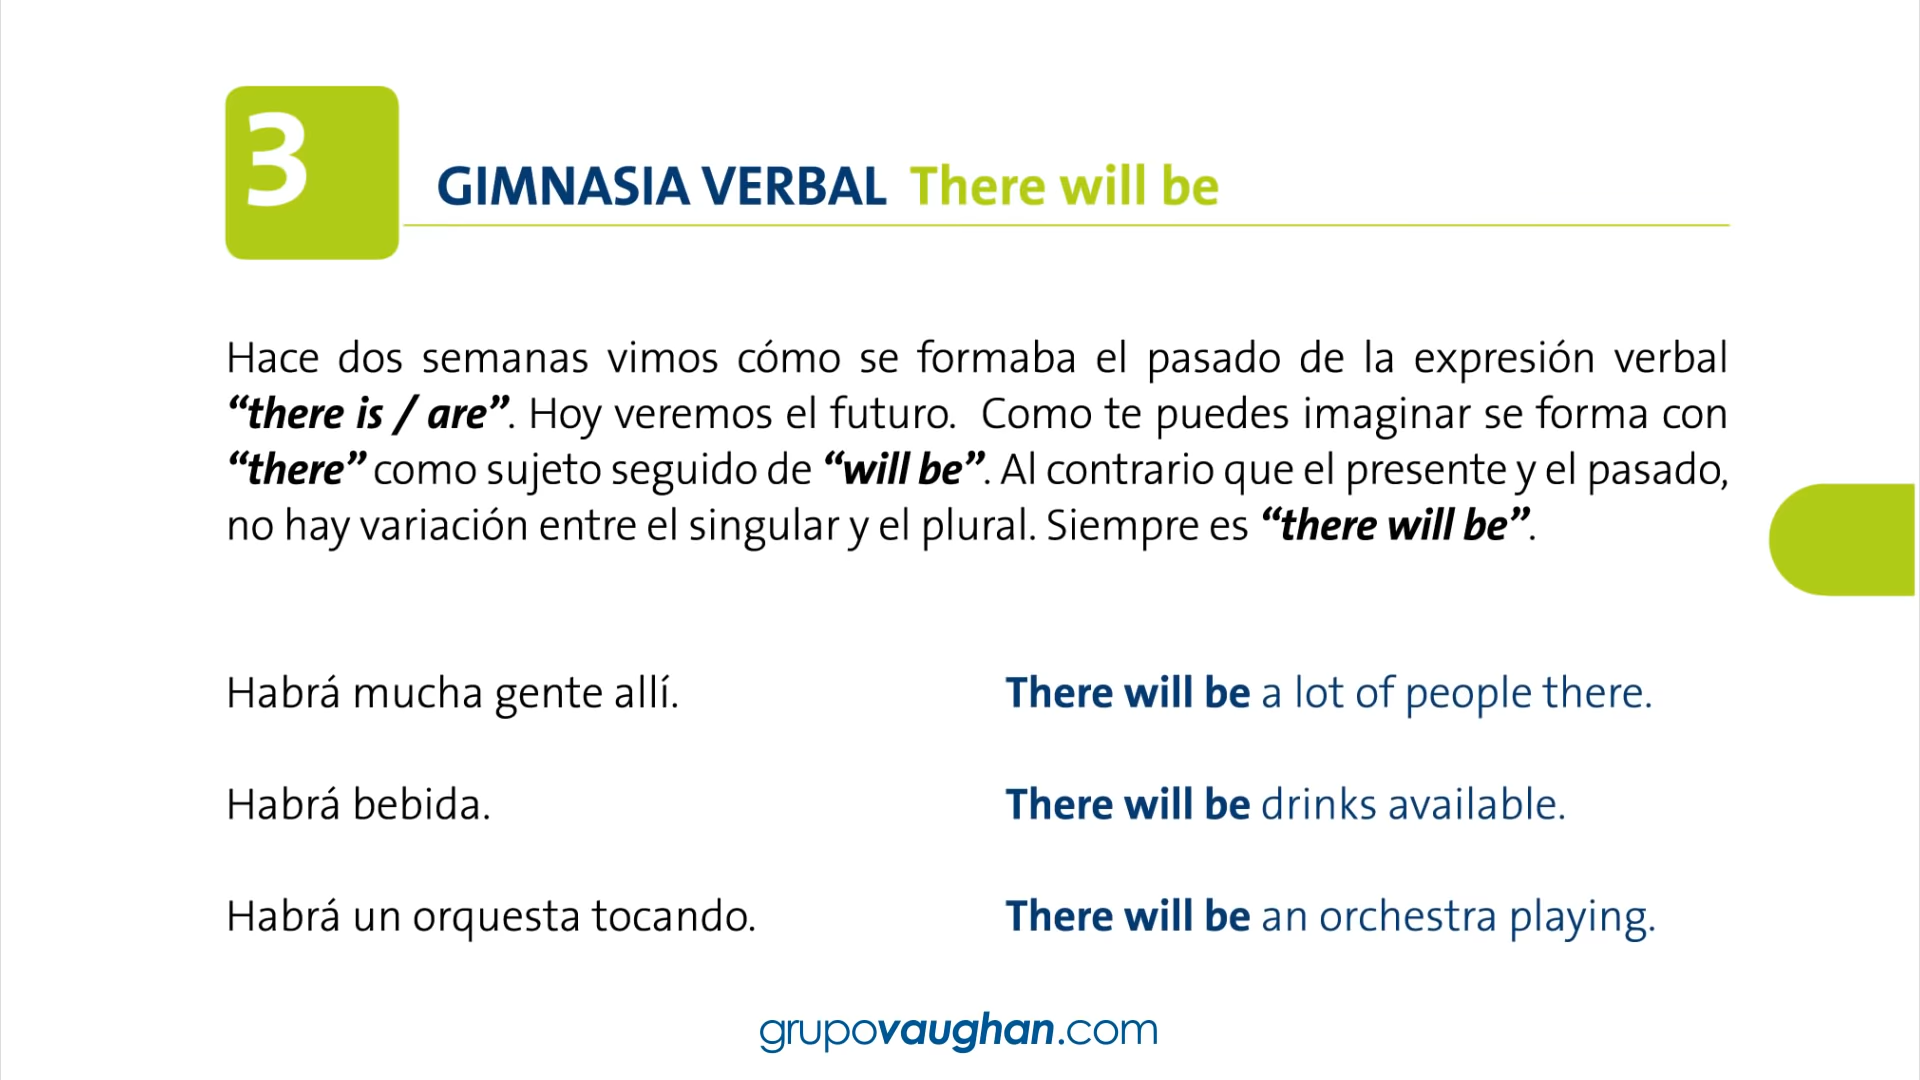 3
GIMNASIA VERBAL There will be
Hace dos semanas vimos cómo se formaba el pasado de la expresión verbal
“there is / are”. Hoy veremos el futuro. Como te puedes imaginar se forma con
“there” como sujeto seguido de “will be”. Al contrario que el presente y el pasado,
no hay variación entre el singular y el plural. Siempre es “there will be”.
Habrá mucha gente allí. There will be a lot of people there.
Habrá bebida. There will be drinks available.
Habrá un orquesta tocando. There will be an orchestra playing.
grupovaughan.com